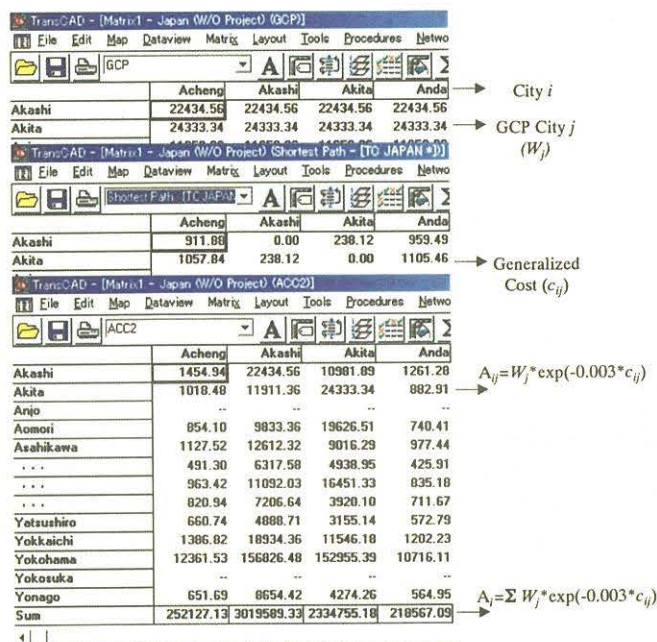 TransCAD - [Matrix1 - Japan (W/O Project) (GCP)]
File Edit Map Dataview Matrix Layout Tools Procedures Netwo
GCP
Acheng Akashi Akita Anda
City i
Akashi 22434.56 22434.56 22434.56 22434.56
Akita 24333.34 24333.34 24333.34 24333.34
GCP City j
(Wj)
TransCAD - [Matrix1 - Japan (W/O Project) (Shortest Path - [TC JAPAN *])]
File Edit Map Dataview Matrix Layout Tools Procedures Netwo
Shortest Path - [TC JAPAN
Acheng Akashi Akita Anda
Akashi 911.88 0.00 238.12 959.49
Akita 1057.84 238.12 0.00 1105.46
Generalized
Cost (cij)
TransCAD - [Matrix1 - Japan (W/O Project) (ACC2)]
File Edit Map Dataview Matrix Layout Tools Procedures Netwo
ACC2
Acheng Akashi Akita Anda
Akashi 1454.94 22434.56 10981.89 1261.28
Aij=Wj*exp(-0.003*cij)
Akita 1018.48 11911.36 24333.34 882.91
Anjo -- -- -- --
Aomori 854.10 9833.36 19626.51 740.41
Asahikawa 1127.52 12612.32 9016.29 977.44
... 491.30 6317.58 4938.95 425.91
... 963.42 11092.03 16451.33 835.18
... 820.94 7206.64 3920.10 711.67
Yatsushiro 660.74 4888.71 3155.14 572.79
Yokkaichi 1386.82 18934.36 11546.18 1202.23
Yokohama 12361.53 156826.48 152955.39 10716.11
Yokosuka -- -- -- --
Yonago 651.69 8654.42 4274.26 564.95
Ai=Σ Wj*exp(-0.003*cij)
Sum 252127.13 3019589.33 2334755.18 218567.09